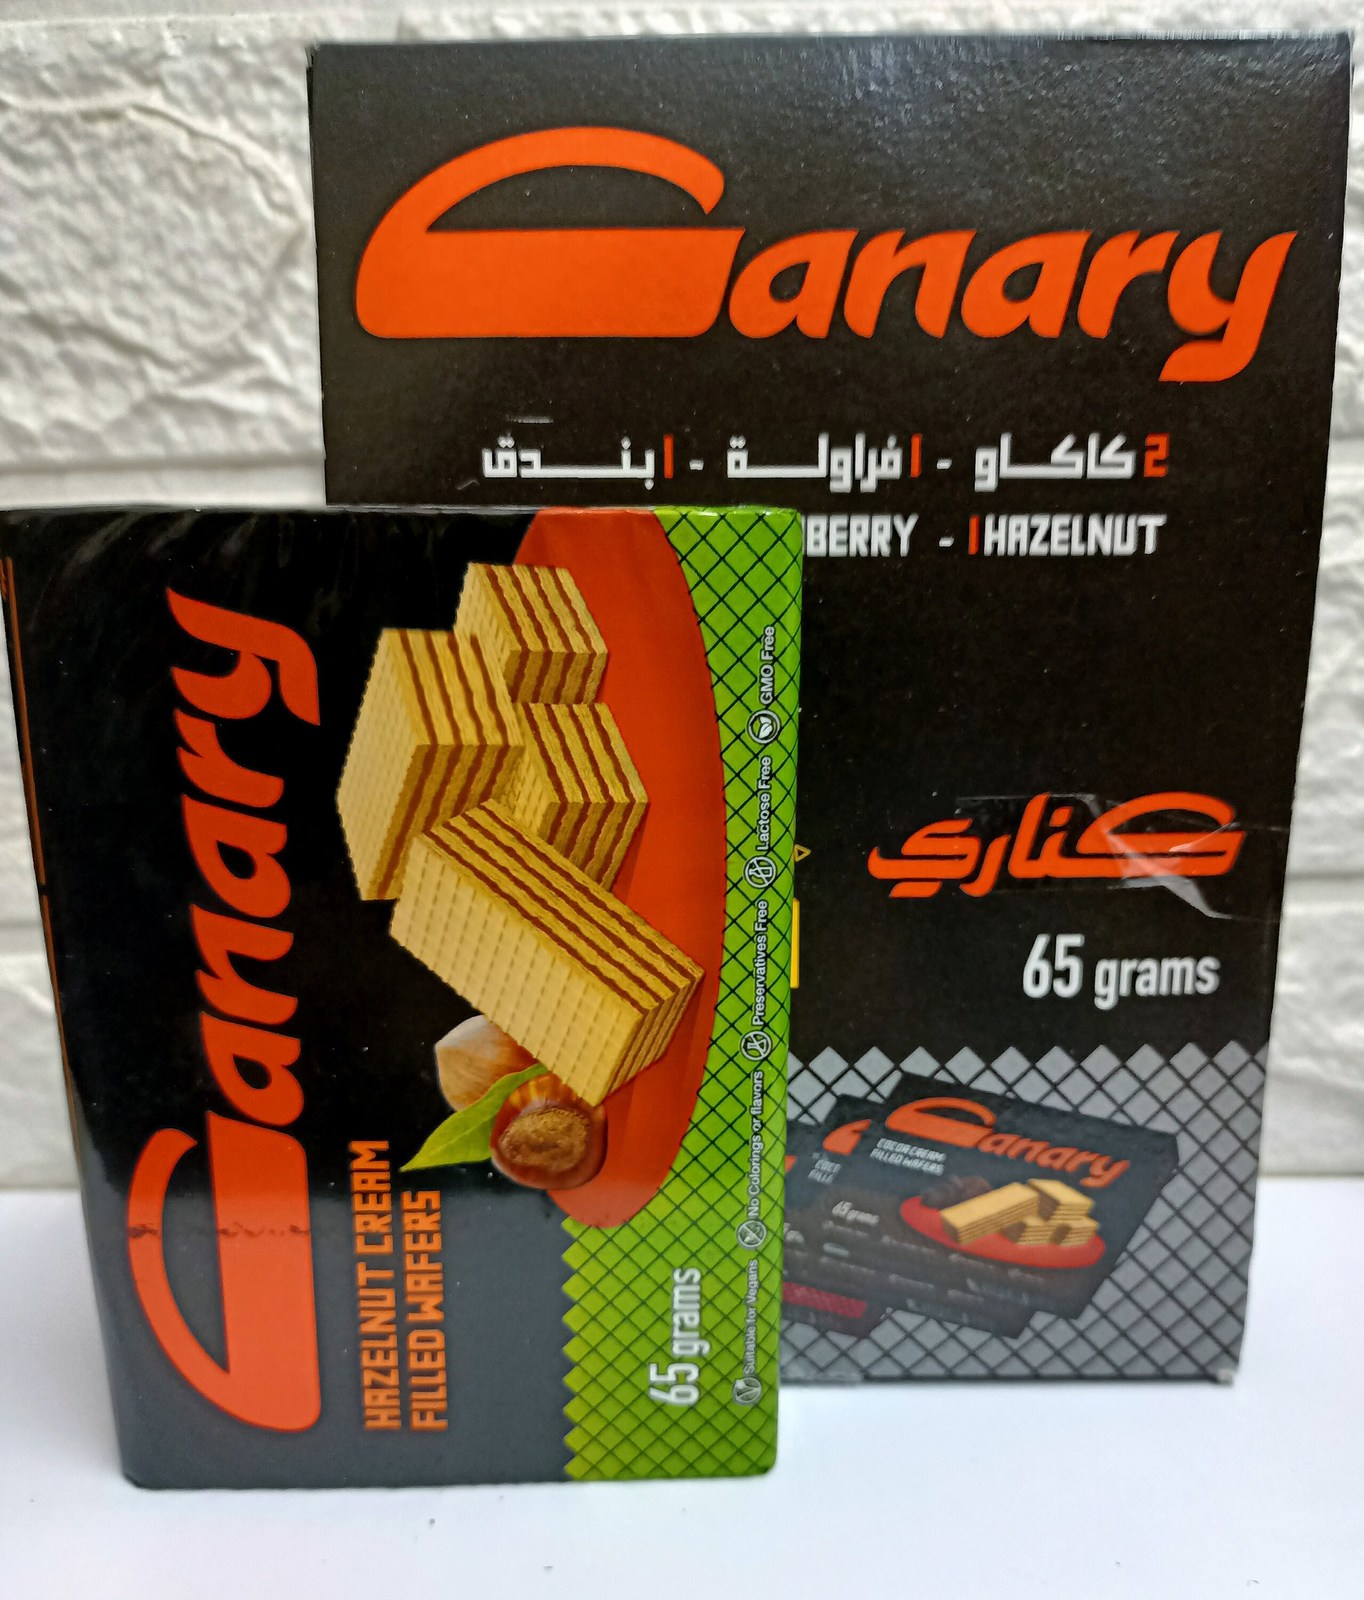 Canary
2 كاكاو - 1 فراولة - 1 بندق
BERRY - 1 HAZELNUT
كناري
65 grams
Canary
COCOA CREAM
FILLED WAFERS
65 grams
Canary
HAZELNUT CREAM
FILLED WAFERS
65 grams
Suitable for Vegans No Colorings or flavors Preservatives Free Lactose Free GMO Free